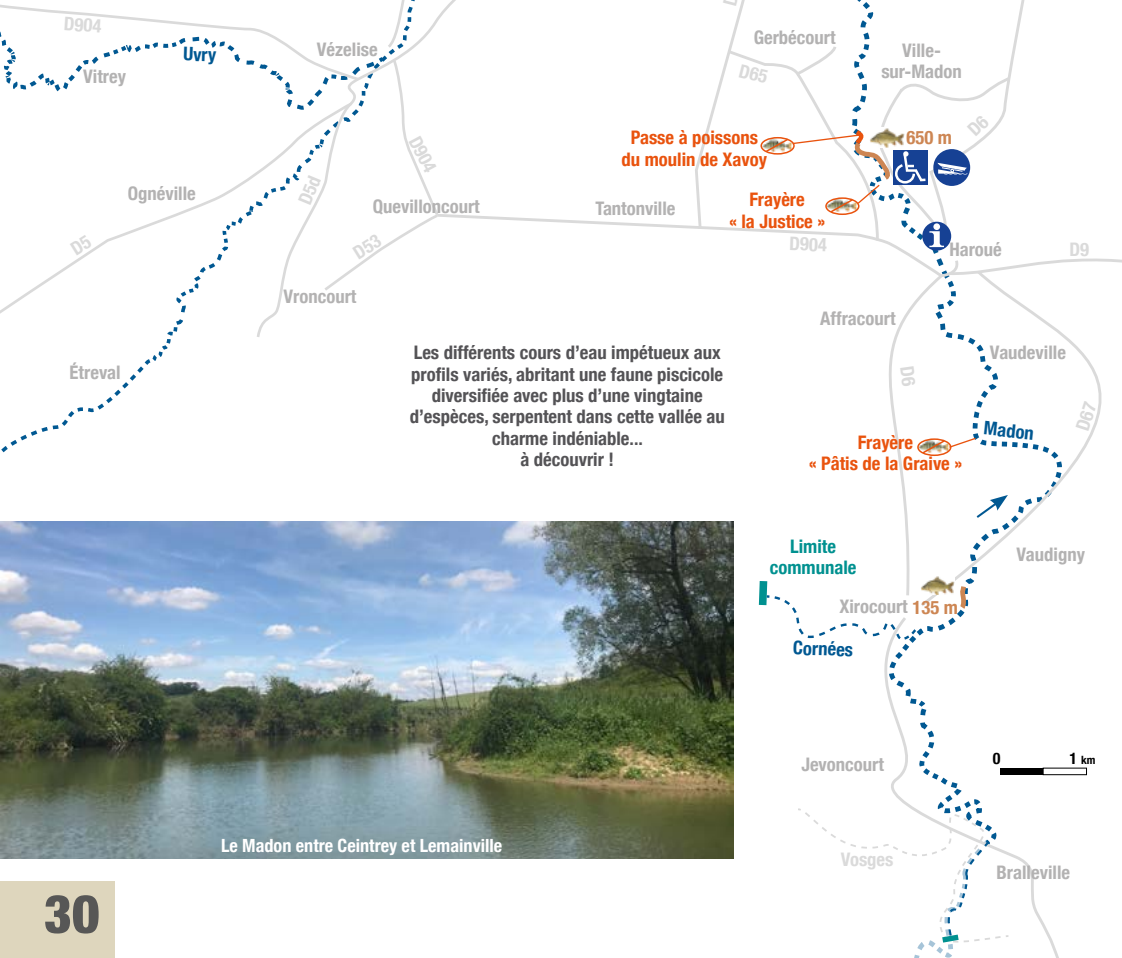 D904
Uvry
Vitrey
Vézelise
Gerbécourt
Ville-
sur-Madon
D65
D6
Passe à poissons
du moulin de Xavoy
650 m
D904
D5d
Ognéville
Quevilloncourt
Tantonville
Frayère
« la Justice »
D5
D53
D904
i
Haroué
D9
Vroncourt
Affracourt
Étreval
Les différents cours d’eau impétueux aux
profils variés, abritant une faune piscicole
diversifiée avec plus d’une vingtaine
d’espèces, serpentent dans cette vallée au
charme indéniable...
à découvrir !
Vaudeville
D6
D67
Madon
Frayère
« Pâtis de la Graive »
Limite
communale
Vaudigny
Xirocourt
135 m
Cornées
Jevoncourt
0 1 km
Le Madon entre Ceintrey et Lemainville
Vosges
Bralleville
30